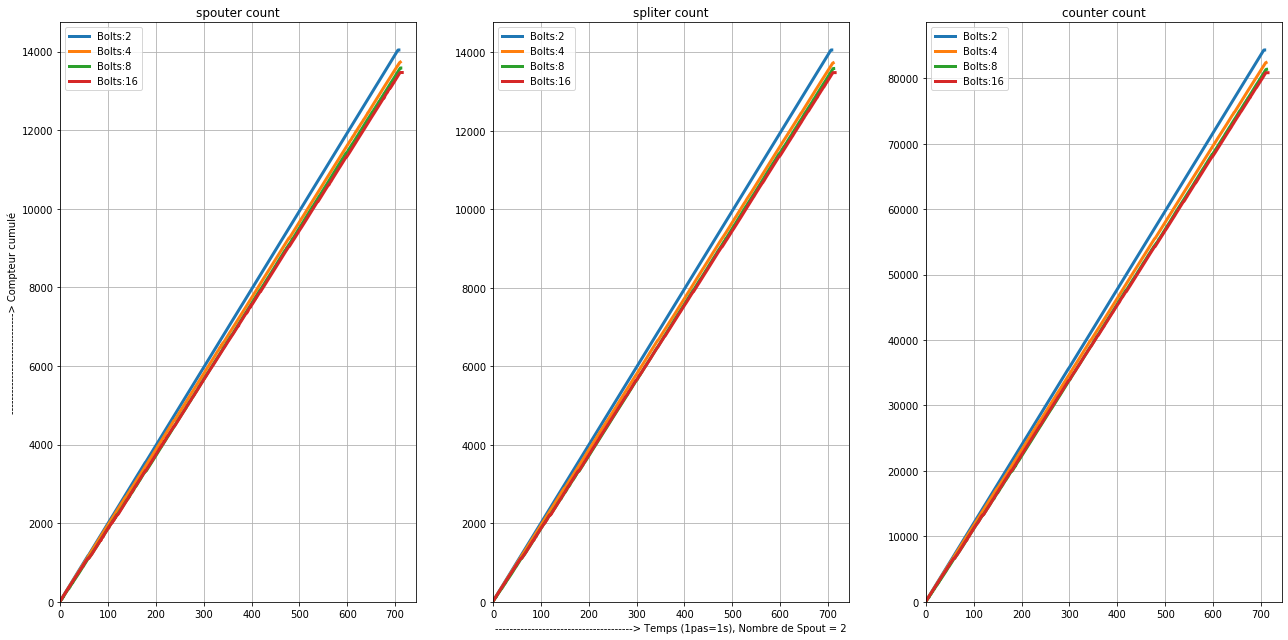 spouter count
spliter count
counter count
Bolts:2
Bolts:4
Bolts:8
Bolts:16
Bolts:2
Bolts:4
Bolts:8
Bolts:16
Bolts:2
Bolts:4
Bolts:8
Bolts:16
14000
12000
10000
8000
6000
4000
2000
0
14000
12000
10000
8000
6000
4000
2000
0
80000
70000
60000
50000
40000
30000
20000
10000
0
---------------------------> Compteur cumulé
0 100 200 300 400 500 600 700
0 100 200 300 400 500 600 700
0 100 200 300 400 500 600 700
--------------------------------------> Temps (1pas=1s), Nombre de Spout = 2